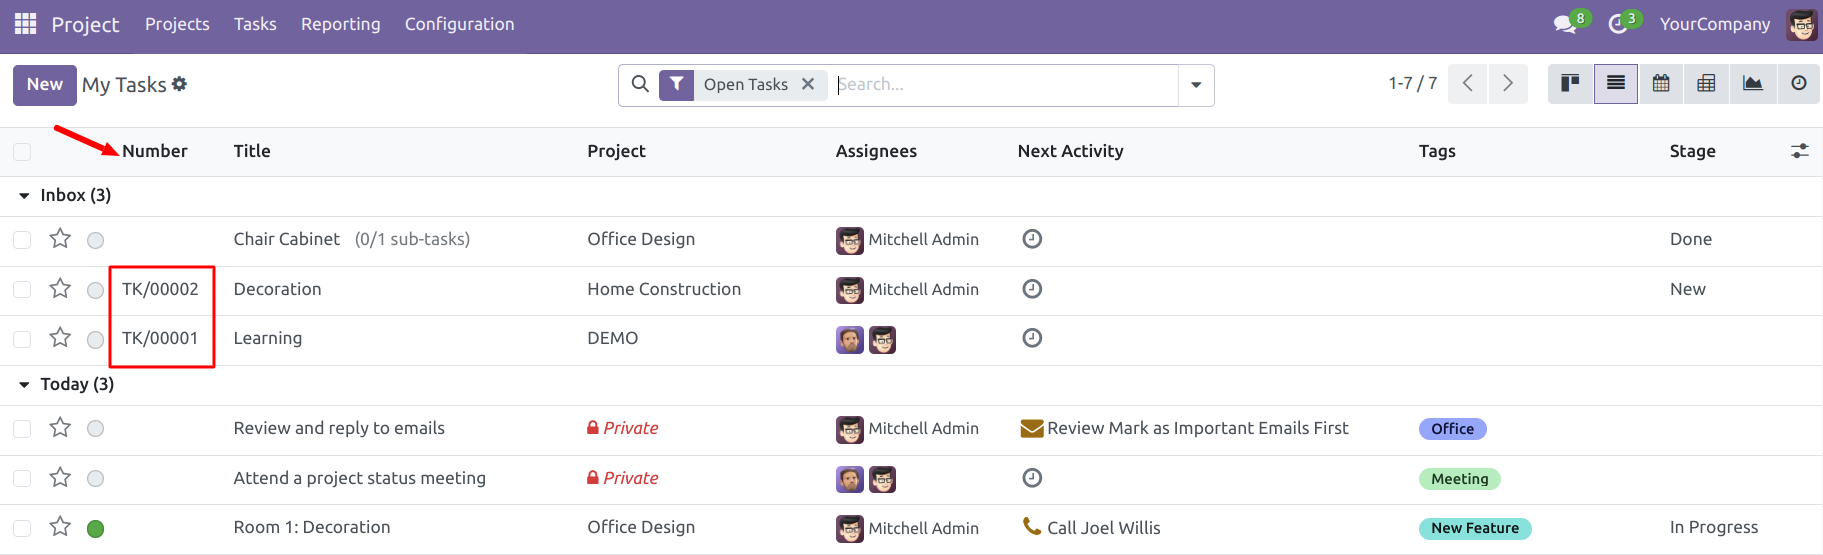 Project Projects Tasks Reporting Configuration 8 3 YourCompany
New My Tasks Open Tasks Search... 1-7 / 7
Number Title Project Assignees Next Activity Tags Stage
Inbox (3)
Chair Cabinet (0/1 sub-tasks) Office Design Mitchell Admin Done
TK/00002 Decoration Home Construction Mitchell Admin New
TK/00001 Learning DEMO
Today (3)
Review and reply to emails Private Mitchell Admin Review Mark as Important Emails First Office
Attend a project status meeting Private Meeting
Room 1: Decoration Office Design Mitchell Admin Call Joel Willis New Feature In Progress